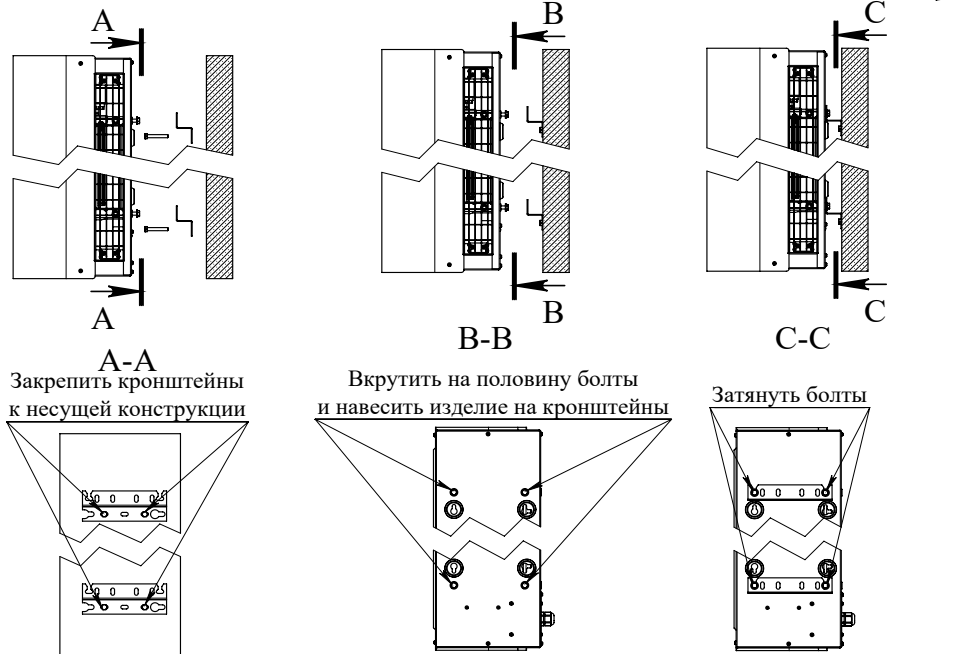 A
B
C
A
B
C
A-A
B-B
C-C
Закрепить кронштейны
к несущей конструкции
Вкрутить на половину болты
и навесить изделие на кронштейны
Затянуть болты